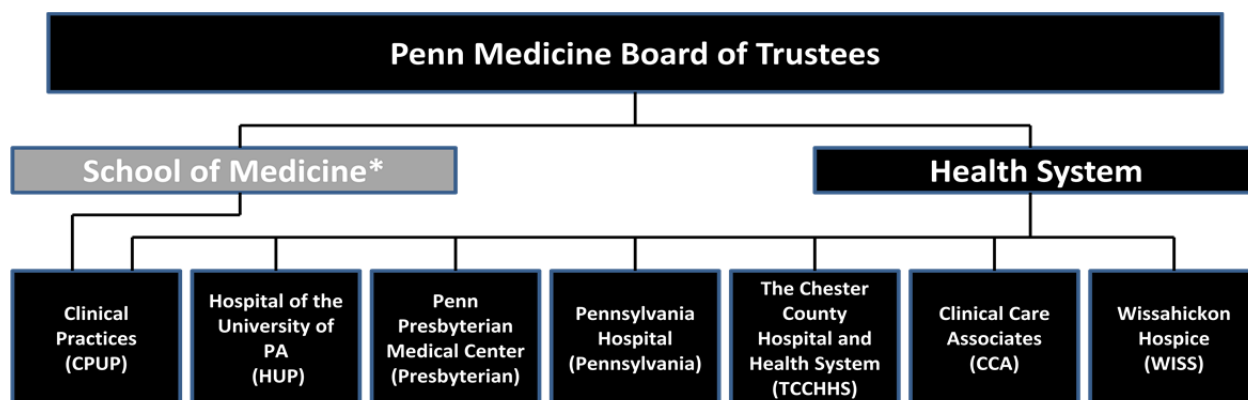 Penn Medicine Board of Trustees
School of Medicine*
Health System
Clinical
Practices
(CPUP)
Hospital of the
University of
PA
(HUP)
Penn
Presbyterian
Medical Center
(Presbyterian)
Pennsylvania
Hospital
(Pennsylvania)
The Chester
County
Hospital and
Health System
(TCCHHS)
Clinical Care
Associates
(CCA)
Wissahickon
Hospice
(WISS)